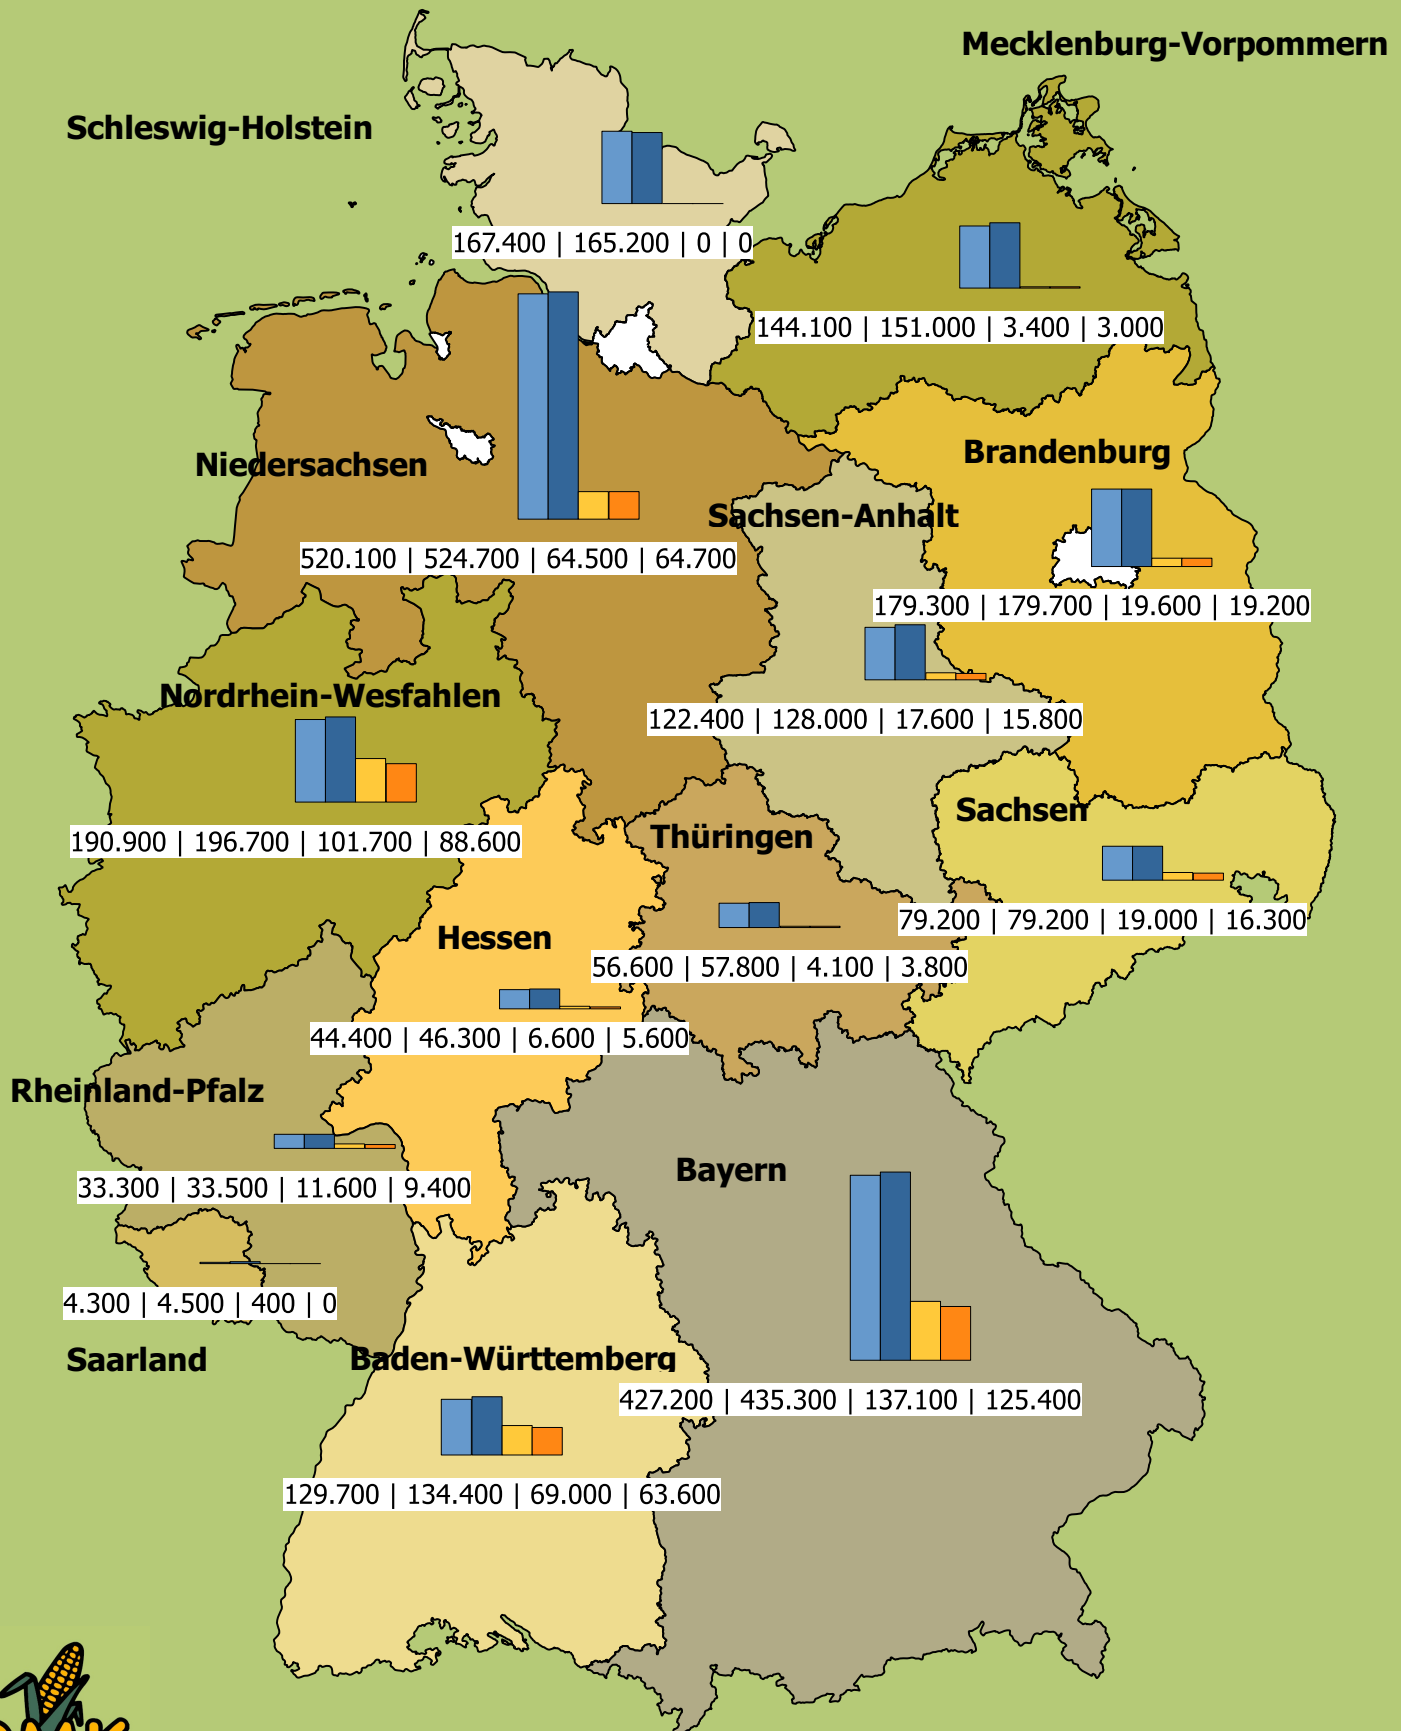 Mecklenburg-Vorpommern
Schleswig-Holstein
167.400 | 165.200 | 0 | 0
144.100 | 151.000 | 3.400 | 3.000
Niedersachsen
Brandenburg
Sachsen-Anhalt
520.100 | 524.700 | 64.500 | 64.700
179.300 | 179.700 | 19.600 | 19.200
Nordrhein-Wesfahlen
122.400 | 128.000 | 17.600 | 15.800
190.900 | 196.700 | 101.700 | 88.600
Thüringen
Sachsen
79.200 | 79.200 | 19.000 | 16.300
Hessen
56.600 | 57.800 | 4.100 | 3.800
44.400 | 46.300 | 6.600 | 5.600
Rheinland-Pfalz
Bayern
33.300 | 33.500 | 11.600 | 9.400
4.300 | 4.500 | 400 | 0
Saarland
Baden-Württemberg
427.200 | 435.300 | 137.100 | 125.400
129.700 | 134.400 | 69.000 | 63.600